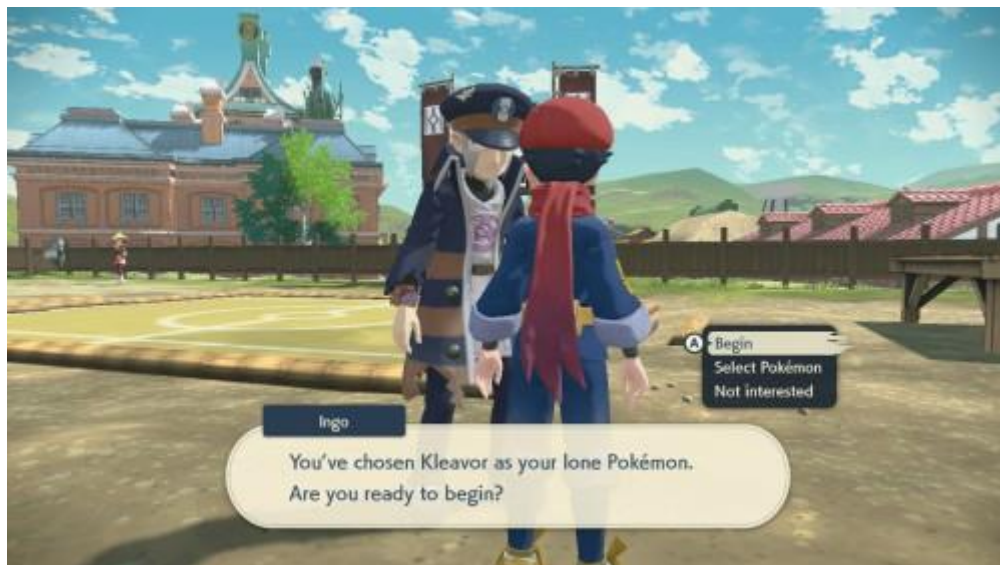 A Begin
Select Pokémon
Not interested
Ingo
You've chosen Kleavor as your lone Pokémon.
Are you ready to begin?